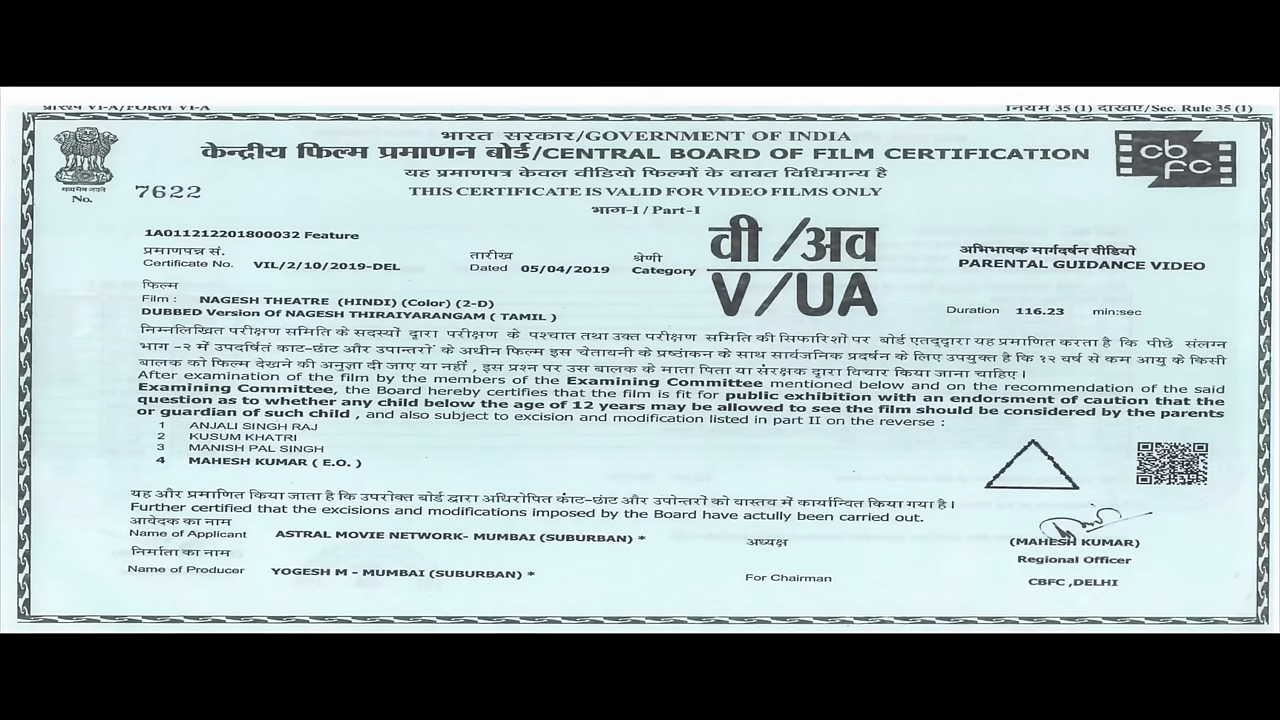 प्रारूप VI-A/FORM VI-A
नियम 35 (1) देखिए/Sec. Rule 35 (1)
भारत सरकार/GOVERNMENT OF INDIA
केन्द्रीय फिल्म प्रमाणन बोर्ड/CENTRAL BOARD OF FILM CERTIFICATION
cb
fc
यह प्रमाणपत्र केवल वीडियो फिल्मों के बाबत विधिमान्य है
सत्यमेव जयते
No. 7622
THIS CERTIFICATE IS VALID FOR VIDEO FILMS ONLY
भाग-I / Part-I
1A011212201800032 Feature
प्रमाणपत्र सं. तारीख श्रेणी वी/अव अभिभावक मार्गदर्शन वीडियो
Certificate No. VIL/2/10/2019-DEL Dated 05/04/2019 Category V/UA PARENTAL GUIDANCE VIDEO
फिल्म
Film : NAGESH THEATRE (HINDI) (Color) (2-D)
DUBBED Version Of NAGESH THIRAIYARANGAM ( TAMIL )
Duration 116.23 min:sec
निम्नलिखित परीक्षण समिति के सदस्यों द्वारा परीक्षण के पश्चात तथा उक्त परीक्षण समिति की सिफारिशों पर बोर्ड एतद्द्वारा यह प्रमाणित करता है कि पीछे संलग्न
भाग -२ में उपदर्षित काट-छांट और उपान्तरों के अधीन फिल्म इस चेतावनी के प्रष्ठांकन के साथ सार्वजनिक प्रदर्षन के लिए उपयुक्त है कि १२ वर्ष से कम आयु के किसी
बालक को फिल्म देखने की अनुज्ञा दी जाए या नहीं , इस प्रश्न पर उस बालक के माता पिता या संरक्षक द्वारा विचार किया जाना चाहिए ।
After examination of the film by the members of the Examining Committee mentioned below and on the recommendation of the said
Examining Committee, the Board hereby certifies that the film is fit for public exhibition with an endorsement of caution that the
question as to whether any child below the age of 12 years may be allowed to see the film should be considered by the parents
or guardian of such child , and also subject to excision and modification listed in part II on the reverse :
1 ANJALI SINGH RAJ
2 KUSUM KHATRI
3 MANISH PAL SINGH
4 MAHESH KUMAR ( E.O. )
यह और प्रमाणित किया जाता है कि उपरोक्त बोर्ड द्वारा अधिरोपित काट-छांट और उपोन्तरों को वास्तव में कार्यान्वित किया गया है ।
Further certified that the excisions and modifications imposed by the Board have actully been carried out.
आवेदक का नाम
Name of Applicant ASTRAL MOVIE NETWORK- MUMBAI (SUBURBAN) *
अध्यक्ष
(MAHESH KUMAR)
निर्माता का नाम
Regional Officer
Name of Producer YOGESH M - MUMBAI (SUBURBAN) *
For Chairman
CBFC ,DELHI